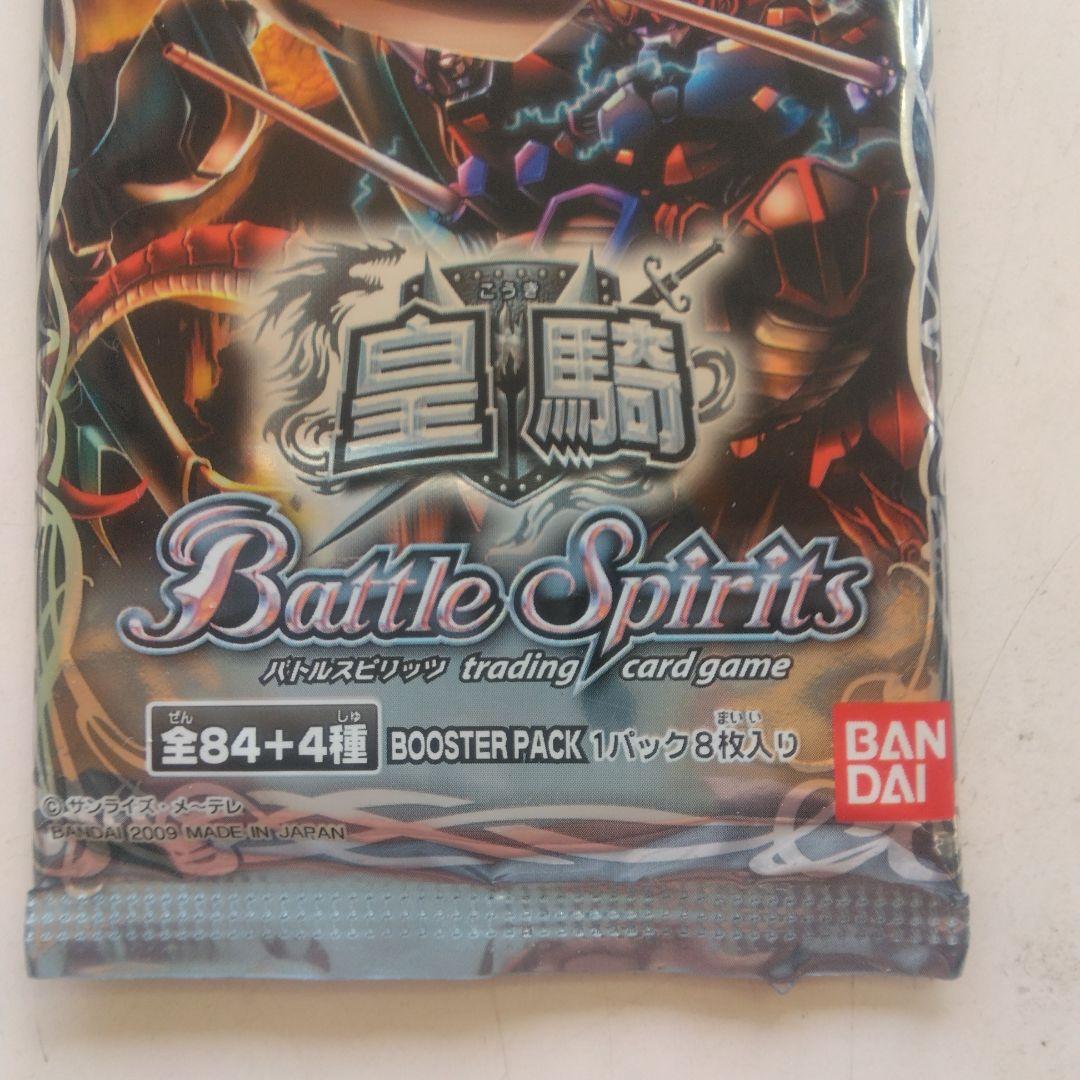 こうき
皇騎
Battle Spirits
バトルスピリッツ trading card game
ぜん しゅ まい い
全84+4種 BOOSTER PACK 1パック8枚入り
BAN
DAI
© サンライズ・メ〜テレ
BANDAI 2009 MADE IN JAPAN